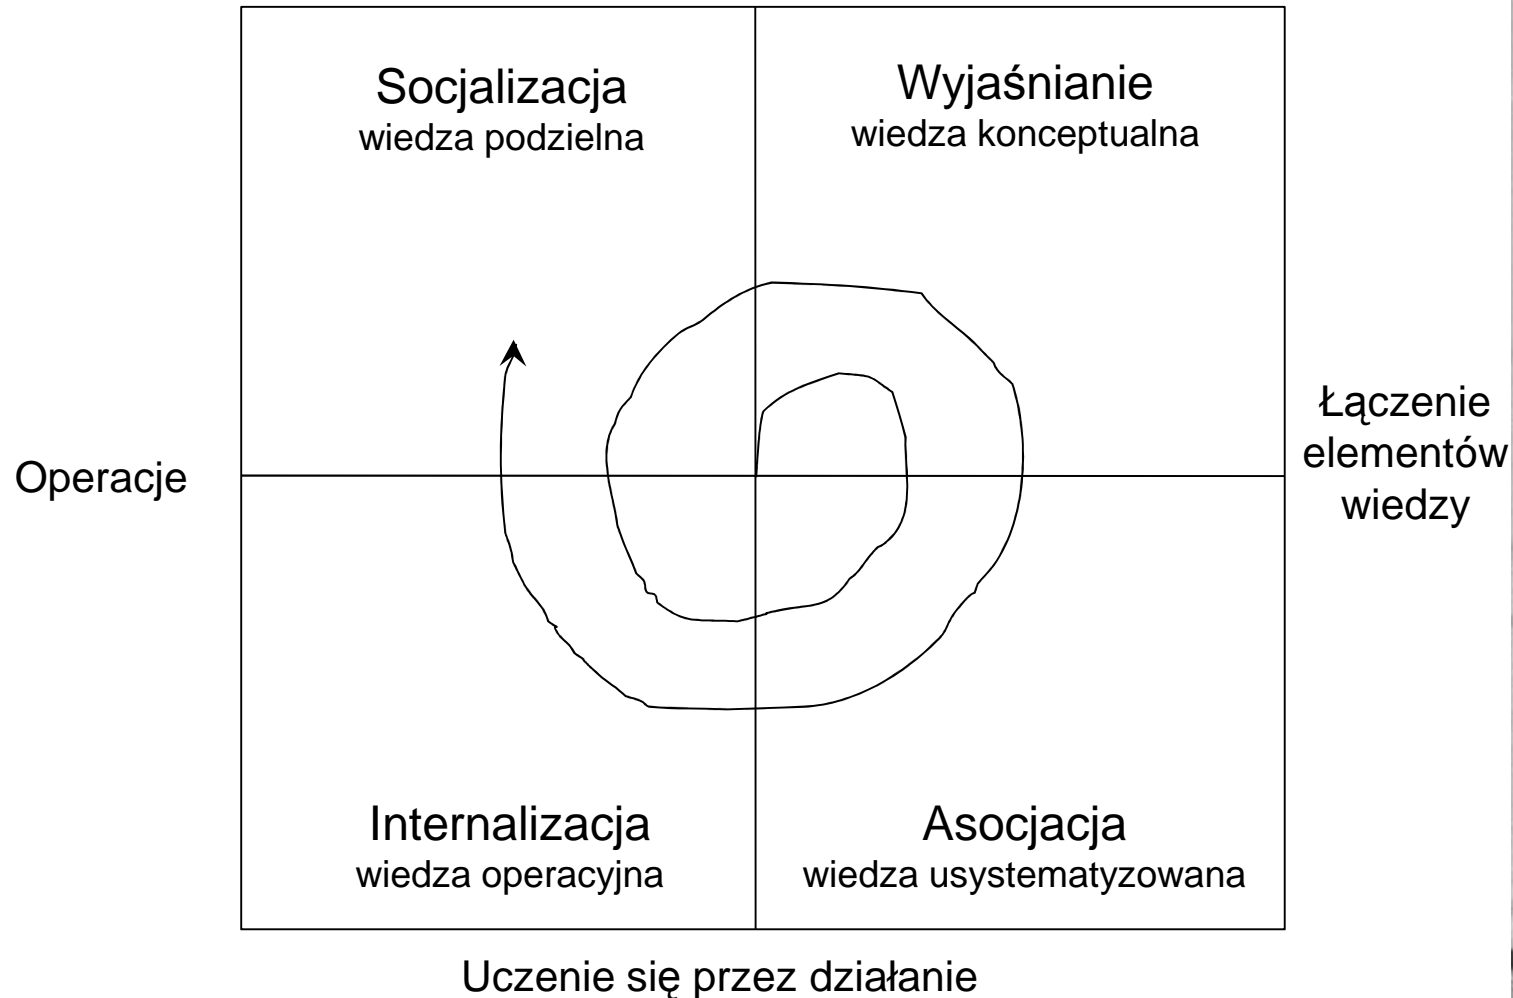 Socjalizacja
wiedza podzielna
Wyjaśnianie
wiedza konceptualna
Operacje
Łączenie
elementów
wiedzy
Internalizacja
wiedza operacyjna
Asocjacja
wiedza usystematyzowana
Uczenie się przez działanie